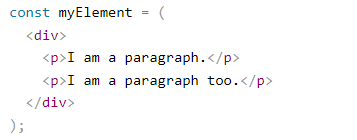 const myElement = (
  <div>
    <p>I am a paragraph.</p>
    <p>I am a paragraph too.</p>
  </div>
);